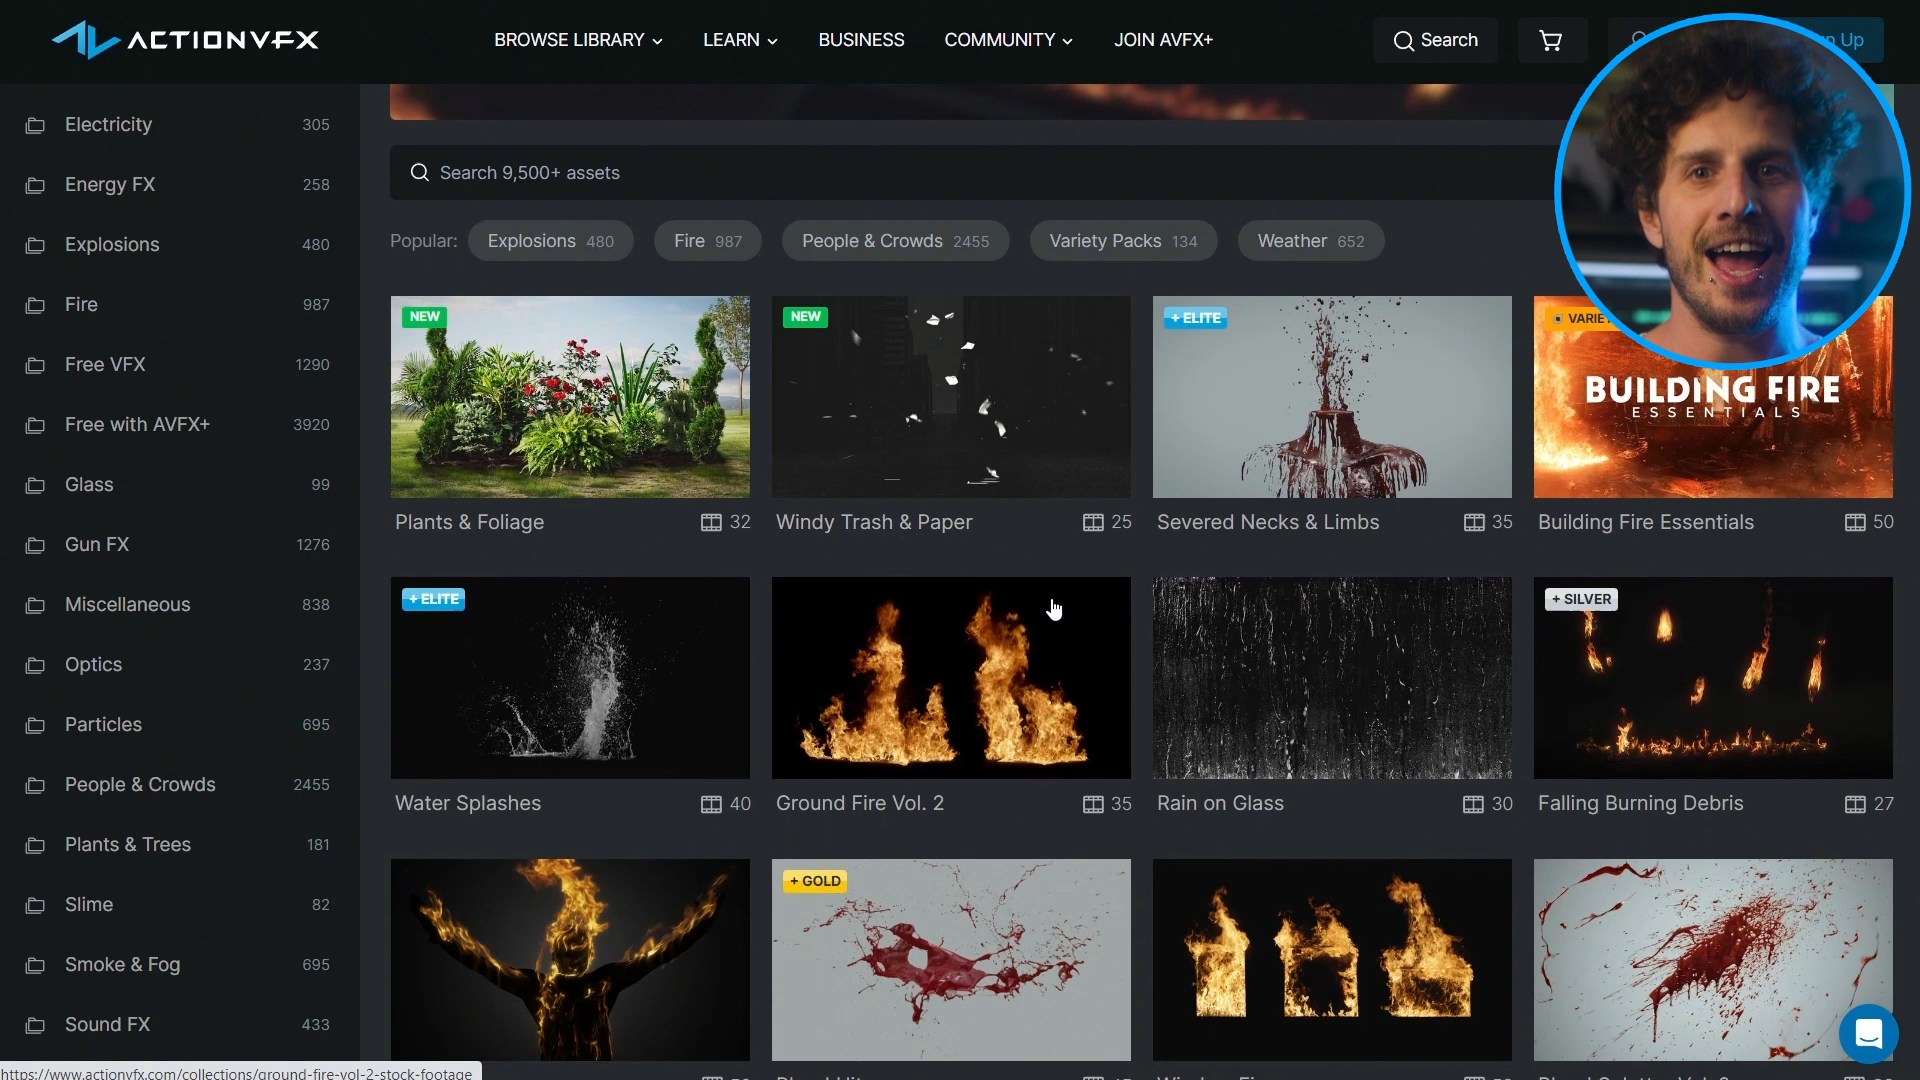 ACTIONVFX
BROWSE LIBRARY
LEARN
BUSINESS
COMMUNITY
JOIN AVFX+
Search
Up
Electricity 305
Energy FX 258
Explosions 480
Fire 987
Free VFX 1290
Free with AVFX+ 3920
Glass 99
Gun FX 1276
Miscellaneous 838
Optics 237
Particles 695
People & Crowds 2455
Plants & Trees 181
Slime 82
Smoke & Fog 695
Sound FX 433
Search 9,500+ assets
Popular: Explosions 480 Fire 987 People & Crowds 2455 Variety Packs 134 Weather 652
NEW
NEW
+ ELITE
BUILDING FIRE
ESSENTIALS
Plants & Foliage 32
Windy Trash & Paper 25
Severed Necks & Limbs 35
Building Fire Essentials 50
+ ELITE
+ SILVER
Water Splashes 40
Ground Fire Vol. 2 35
Rain on Glass 30
Falling Burning Debris 27
+ GOLD
https://www.actionvfx.com/collections/ground-fire-vol-2-stock-footage